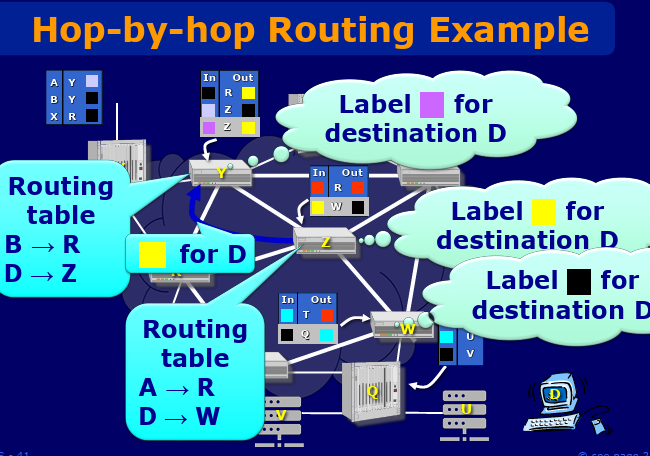 Hop-by-hop Routing Example
A Y
B Y
X R
In Out
R
Z
Z
Label for
destination D
Y
In Out
R
W
Routing
table
B → R
D → Z
for D
Label for
destination D
Z
Label for
destination D
In Out
T
Q
W
U
V
Routing
table
A → R
D → W
Q
V
U
D